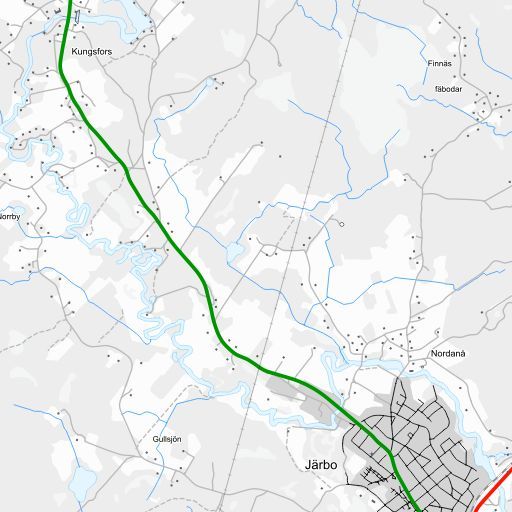 Kungsfors
Finnäs
fäbodar
Norrby
Nordanå
Gullsjön
Järbo